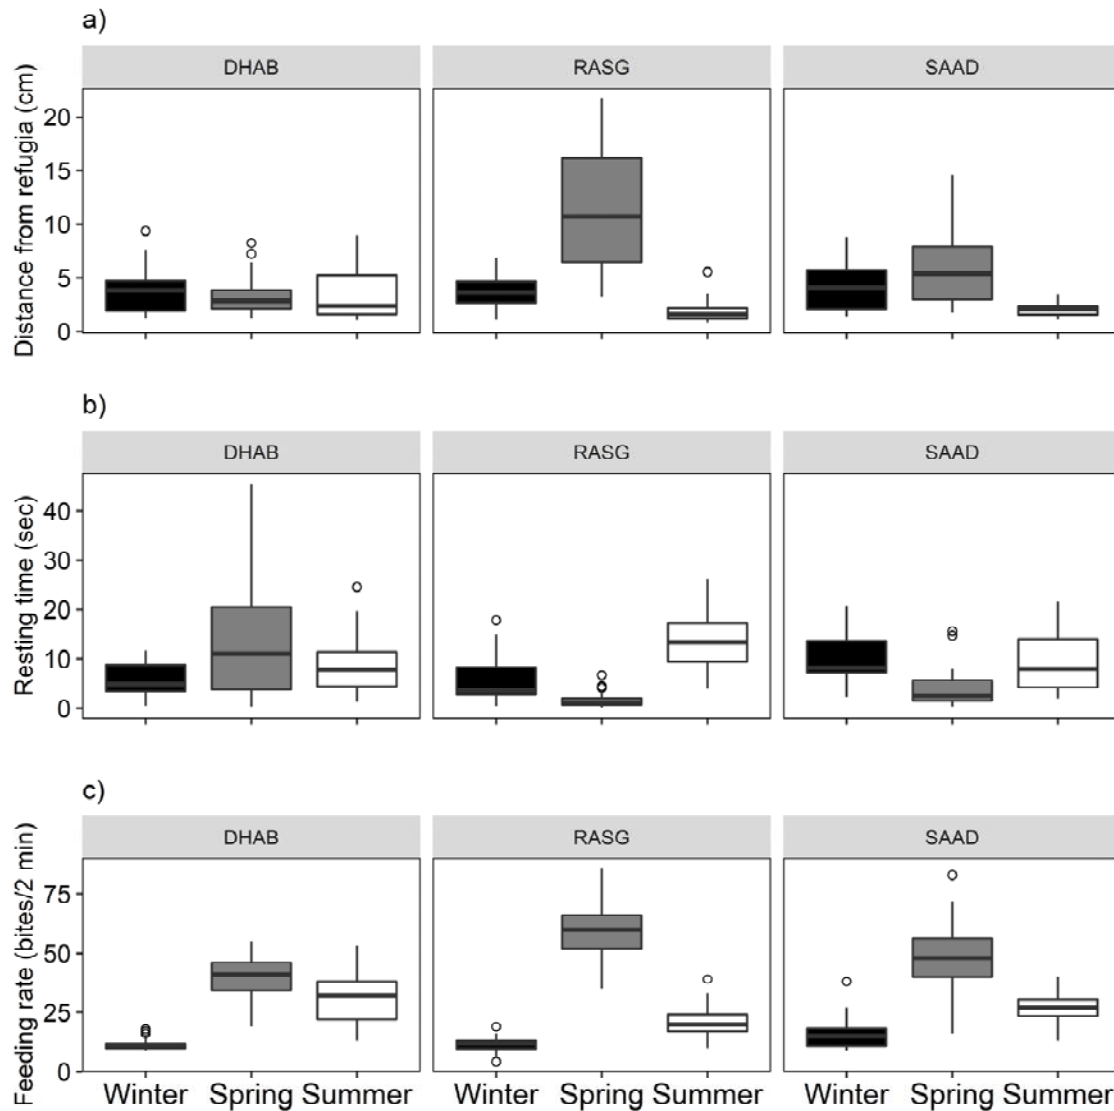 a)
DHAB RASG SAAD
Distance from refugia (cm)
20
15
10
5
0
b)
DHAB RASG SAAD
Resting time (sec)
40
30
20
10
0
c)
DHAB RASG SAAD
Feeding rate (bites/2 min)
75
50
25
0
Winter Spring Summer Winter Spring Summer Winter Spring Summer